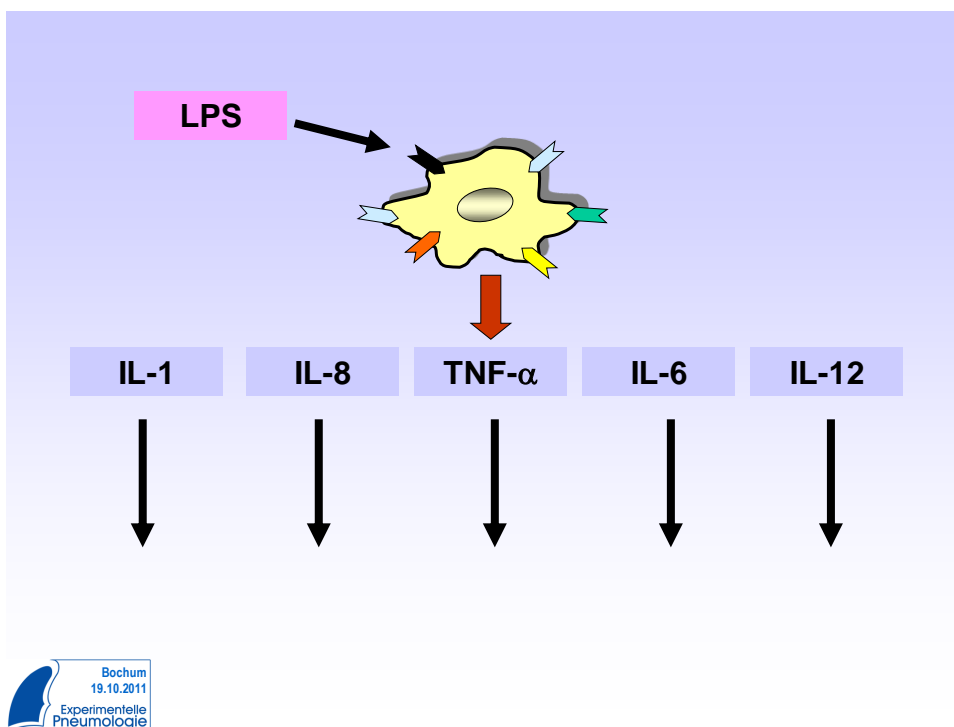 LPS
IL-1 IL-8 TNF-α IL-6 IL-12
Bochum
19.10.2011
Experimentelle
Pneumologie